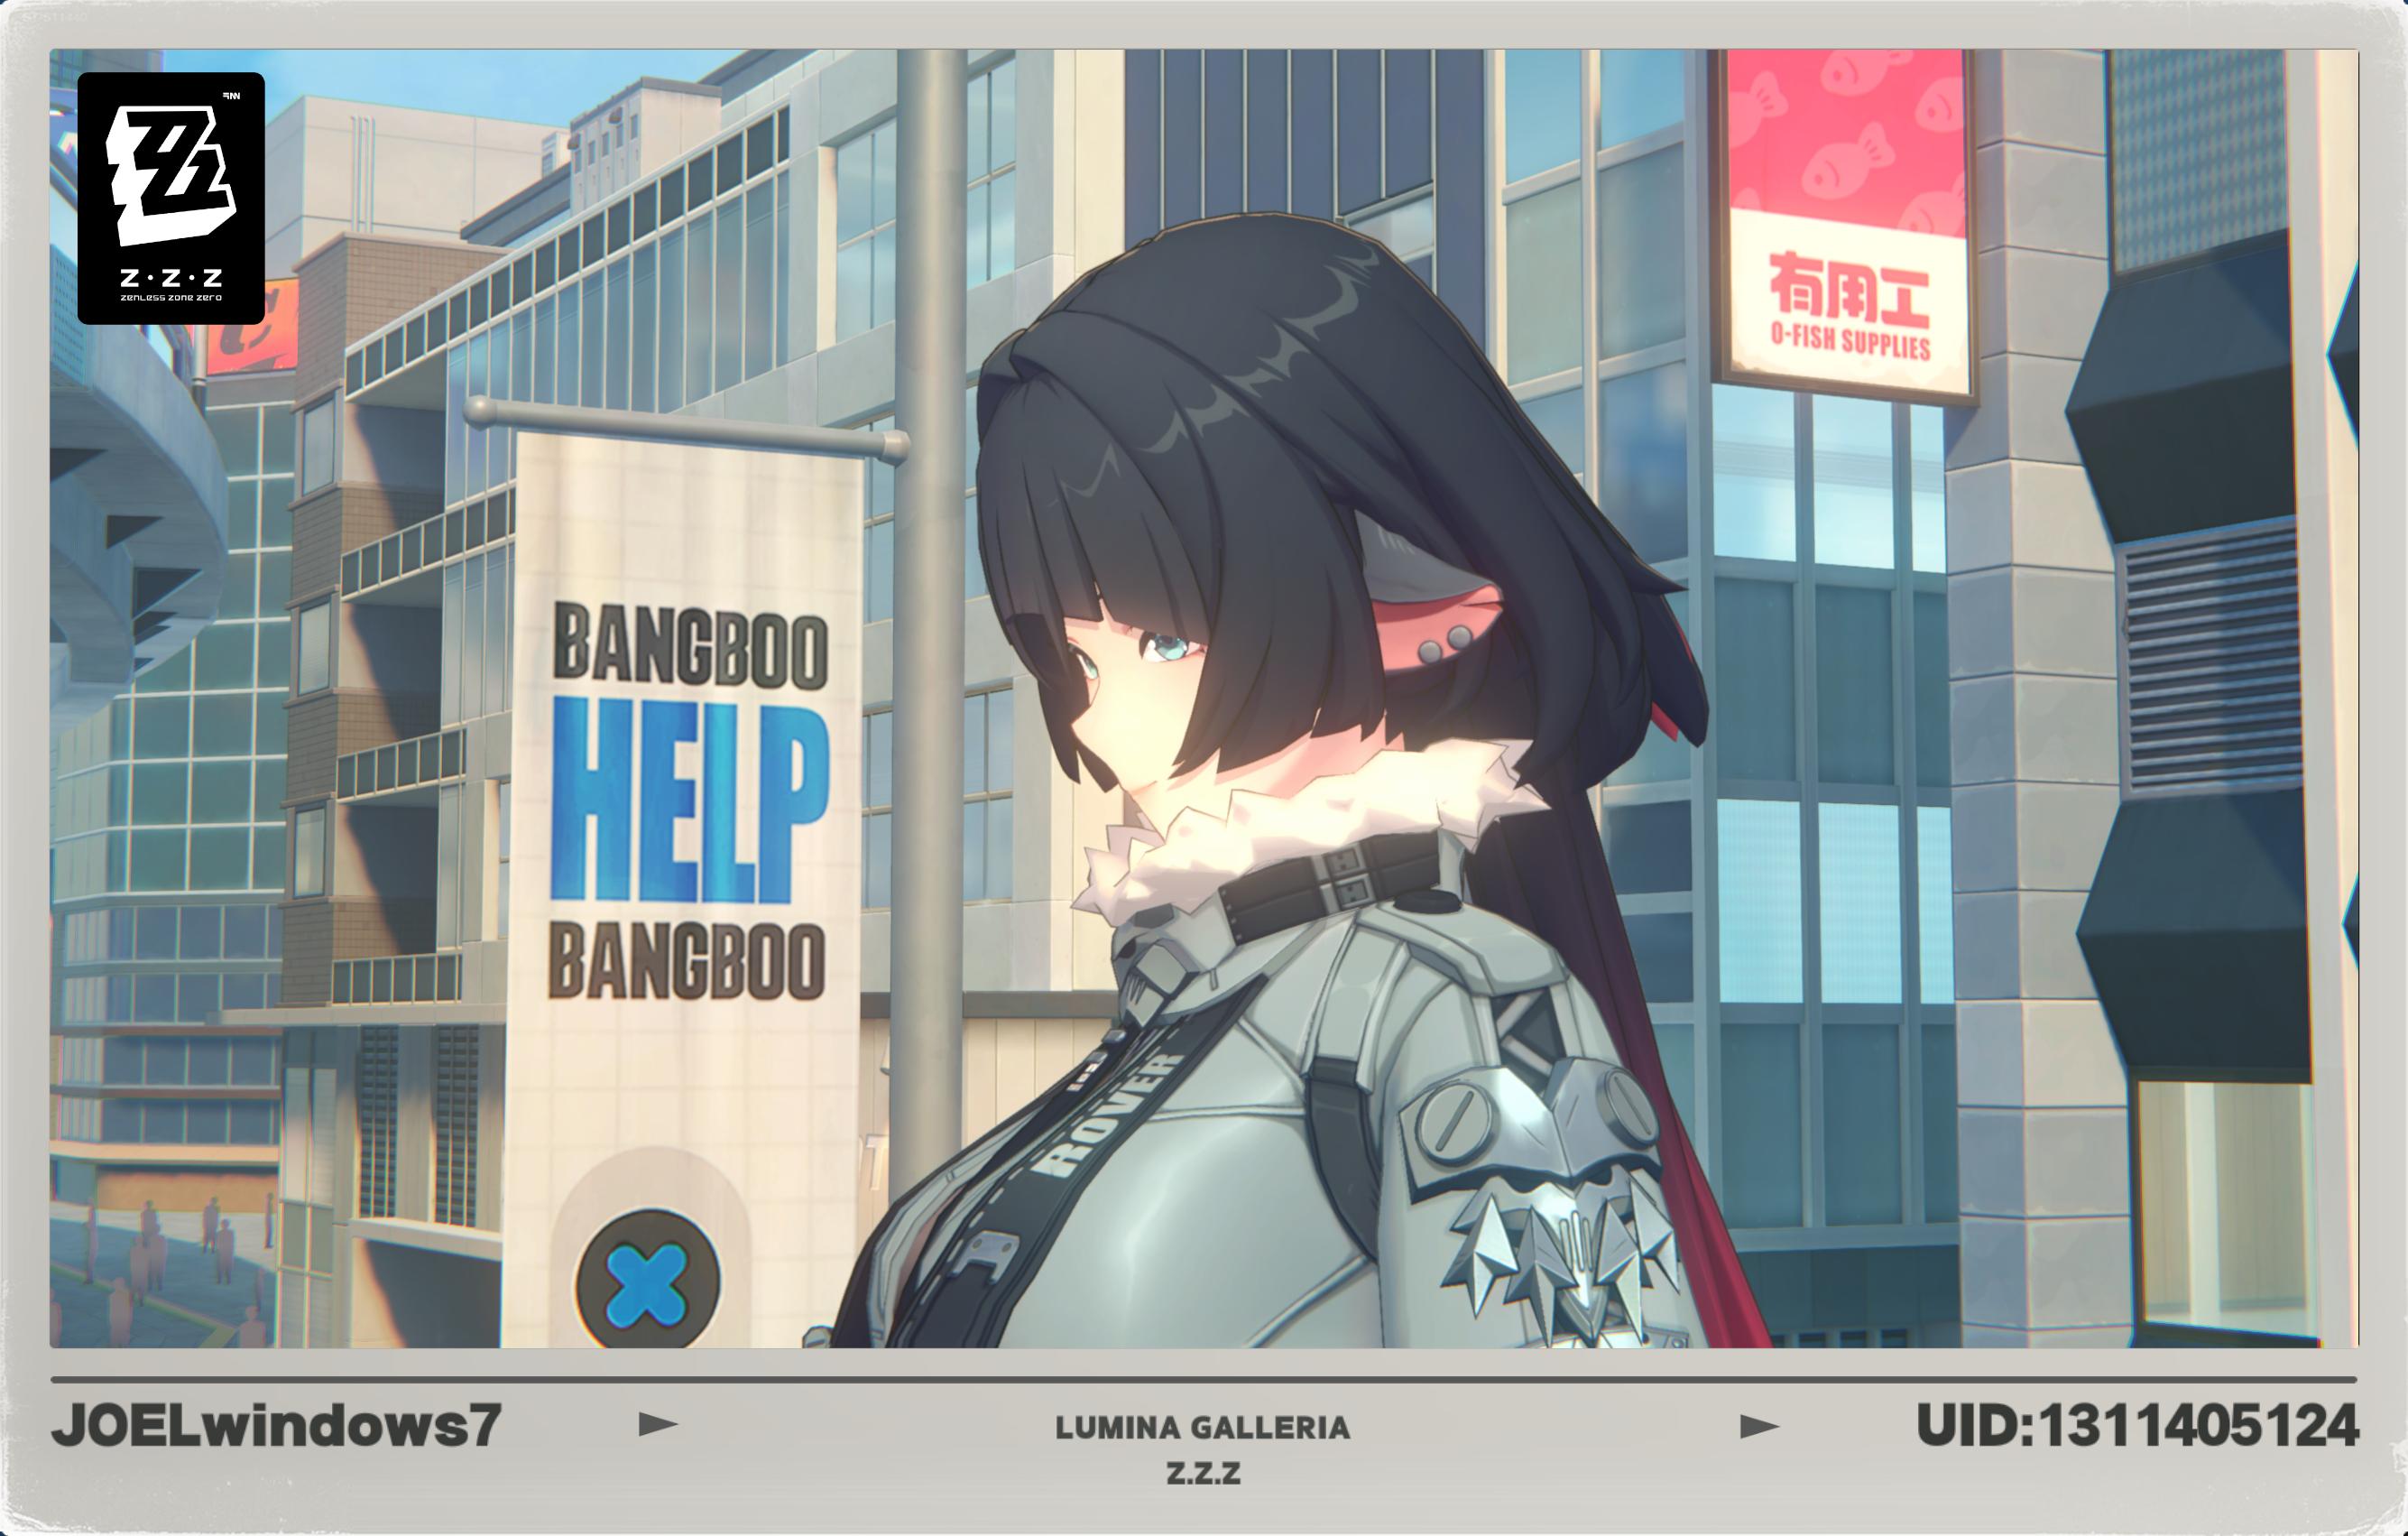 Z·Z·Z
ZENLESS ZONE ZERO
有用工
O-FISH SUPPLIES
BANGBOO
HELP
BANGBOO
ROVER
JOELwindows7
LUMINA GALLERIA
Z.Z.Z
UID:1311405124